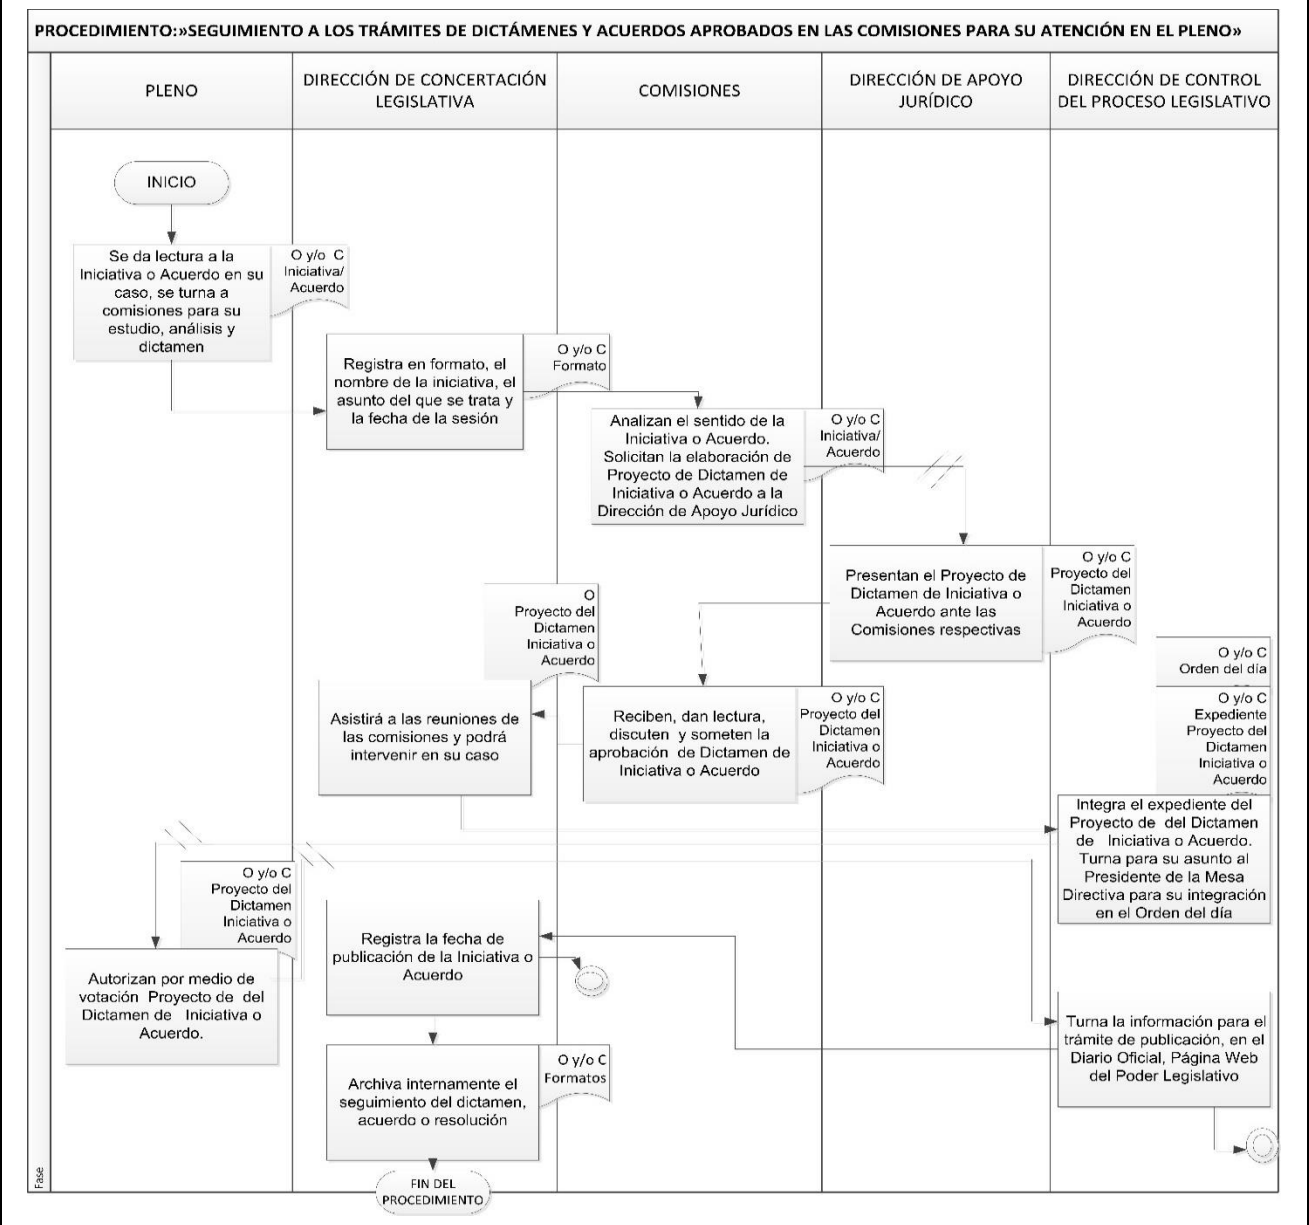 PROCEDIMIENTO:»SEGUIMIENTO A LOS TRÁMITES DE DICTÁMENES Y ACUERDOS APROBADOS EN LAS COMISIONES PARA SU ATENCIÓN EN EL PLENO»
PLENO
DIRECCIÓN DE CONCERTACIÓN
LEGISLATIVA
COMISIONES
DIRECCIÓN DE APOYO
JURÍDICO
DIRECCIÓN DE CONTROL
DEL PROCESO LEGISLATIVO
INICIO
Se da lectura a la
Iniciativa o Acuerdo en su
caso, se turna a
comisiones para su
estudio, análisis y
dictamen
O y/o C
Iniciativa/
Acuerdo
Registra en formato, el
nombre de la iniciativa, el
asunto del que se trata y
la fecha de la sesión
O y/o C
Formato
Analizan el sentido de la
Iniciativa o Acuerdo.
Solicitan la elaboración de
Proyecto de Dictamen de
Iniciativa o Acuerdo a la
Dirección de Apoyo Jurídico
O y/o C
Iniciativa/
Acuerdo
Presentan el Proyecto de
Dictamen de Iniciativa o
Acuerdo ante las
Comisiones respectivas
O y/o C
Proyecto del
Dictamen
Iniciativa o
Acuerdo
O
Proyecto del
Dictamen
Iniciativa o
Acuerdo
Asistirá a las reuniones de
las comisiones y podrá
intervenir en su caso
Reciben, dan lectura,
discuten y someten la
aprobación de Dictamen de
Iniciativa o Acuerdo
O y/o C
Proyecto del
Dictamen
Iniciativa o
Acuerdo
O y/o C
Orden del día
O y/o C
Expediente
Proyecto del
Dictamen
Iniciativa o
Acuerdo
Integra el expediente del
Proyecto de del Dictamen
de Iniciativa o Acuerdo.
Turna para su asunto al
Presidente de la Mesa
Directiva para su integración
en el Orden del día
O y/o C
Proyecto del
Dictamen
Iniciativa o
Acuerdo
Autorizan por medio de
votación Proyecto de del
Dictamen de Iniciativa o
Acuerdo.
Registra la fecha de
publicación de la Iniciativa o
Acuerdo
Turna la información para el
trámite de publicación, en el
Diario Oficial, Página Web
del Poder Legislativo
Archiva internamente el
seguimiento del dictamen,
acuerdo o resolución
O y/o C
Formatos
FIN DEL
PROCEDIMIENTO
Fase